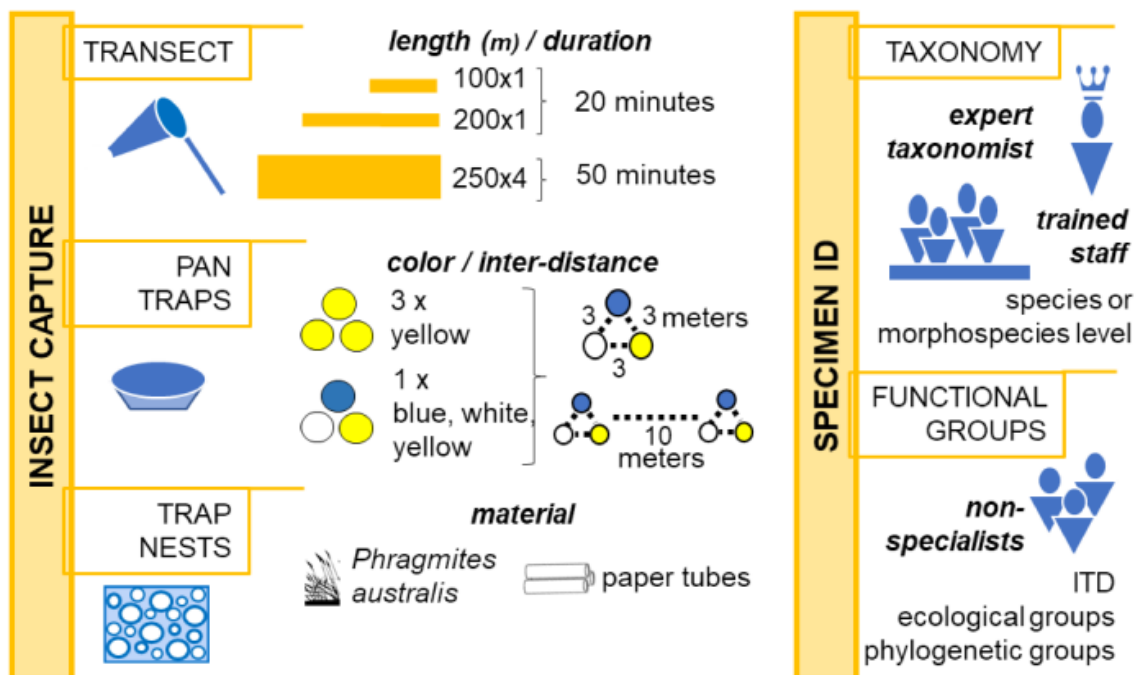 INSECT CAPTURE
TRANSECT
length (m) / duration
100x1
200x1
20 minutes
250x4
50 minutes
PAN
TRAPS
color / inter-distance
3 x
yellow
1 x
blue, white,
yellow
3
3 meters
3
10
meters
TRAP
NESTS
material
Phragmites
australis
paper tubes
SPECIMEN ID
TAXONOMY
expert
taxonomist
trained
staff
species or
morphospecies level
FUNCTIONAL
GROUPS
non-
specialists
ITD
ecological groups
phylogenetic groups